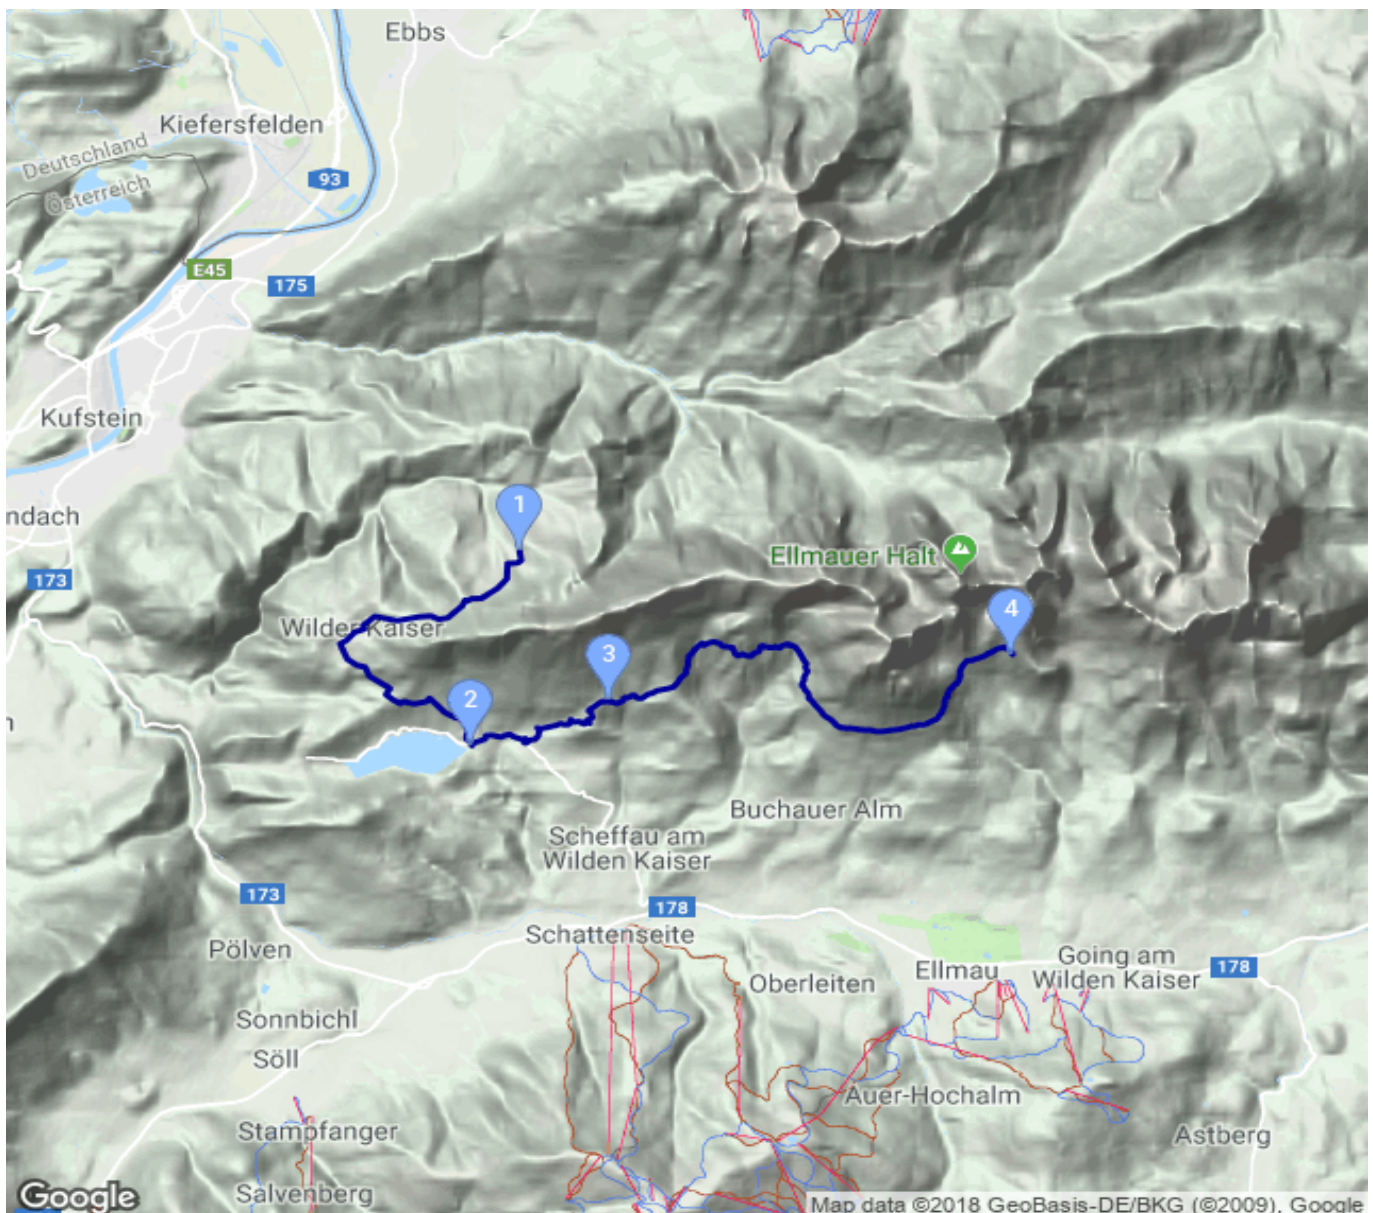 Ebbs
Kiefersfelden
Deutschland
Österreich
93
E45
175
Kufstein
ndach
1
173
Ellmauer Halt
4
Wilder Kaiser
3
2
Buchauer Alm
Scheffau am
Wilden Kaiser
173
178
Schattenseite
Pölven
Oberleiten
Ellmau
Going am
Wilden Kaiser
178
Sonnbichl
Söll
Auer-Hochalm
Stampfanger
Astberg
Salvenberg
Google
Map data ©2018 GeoBasis-DE/BKG (©2009), Google